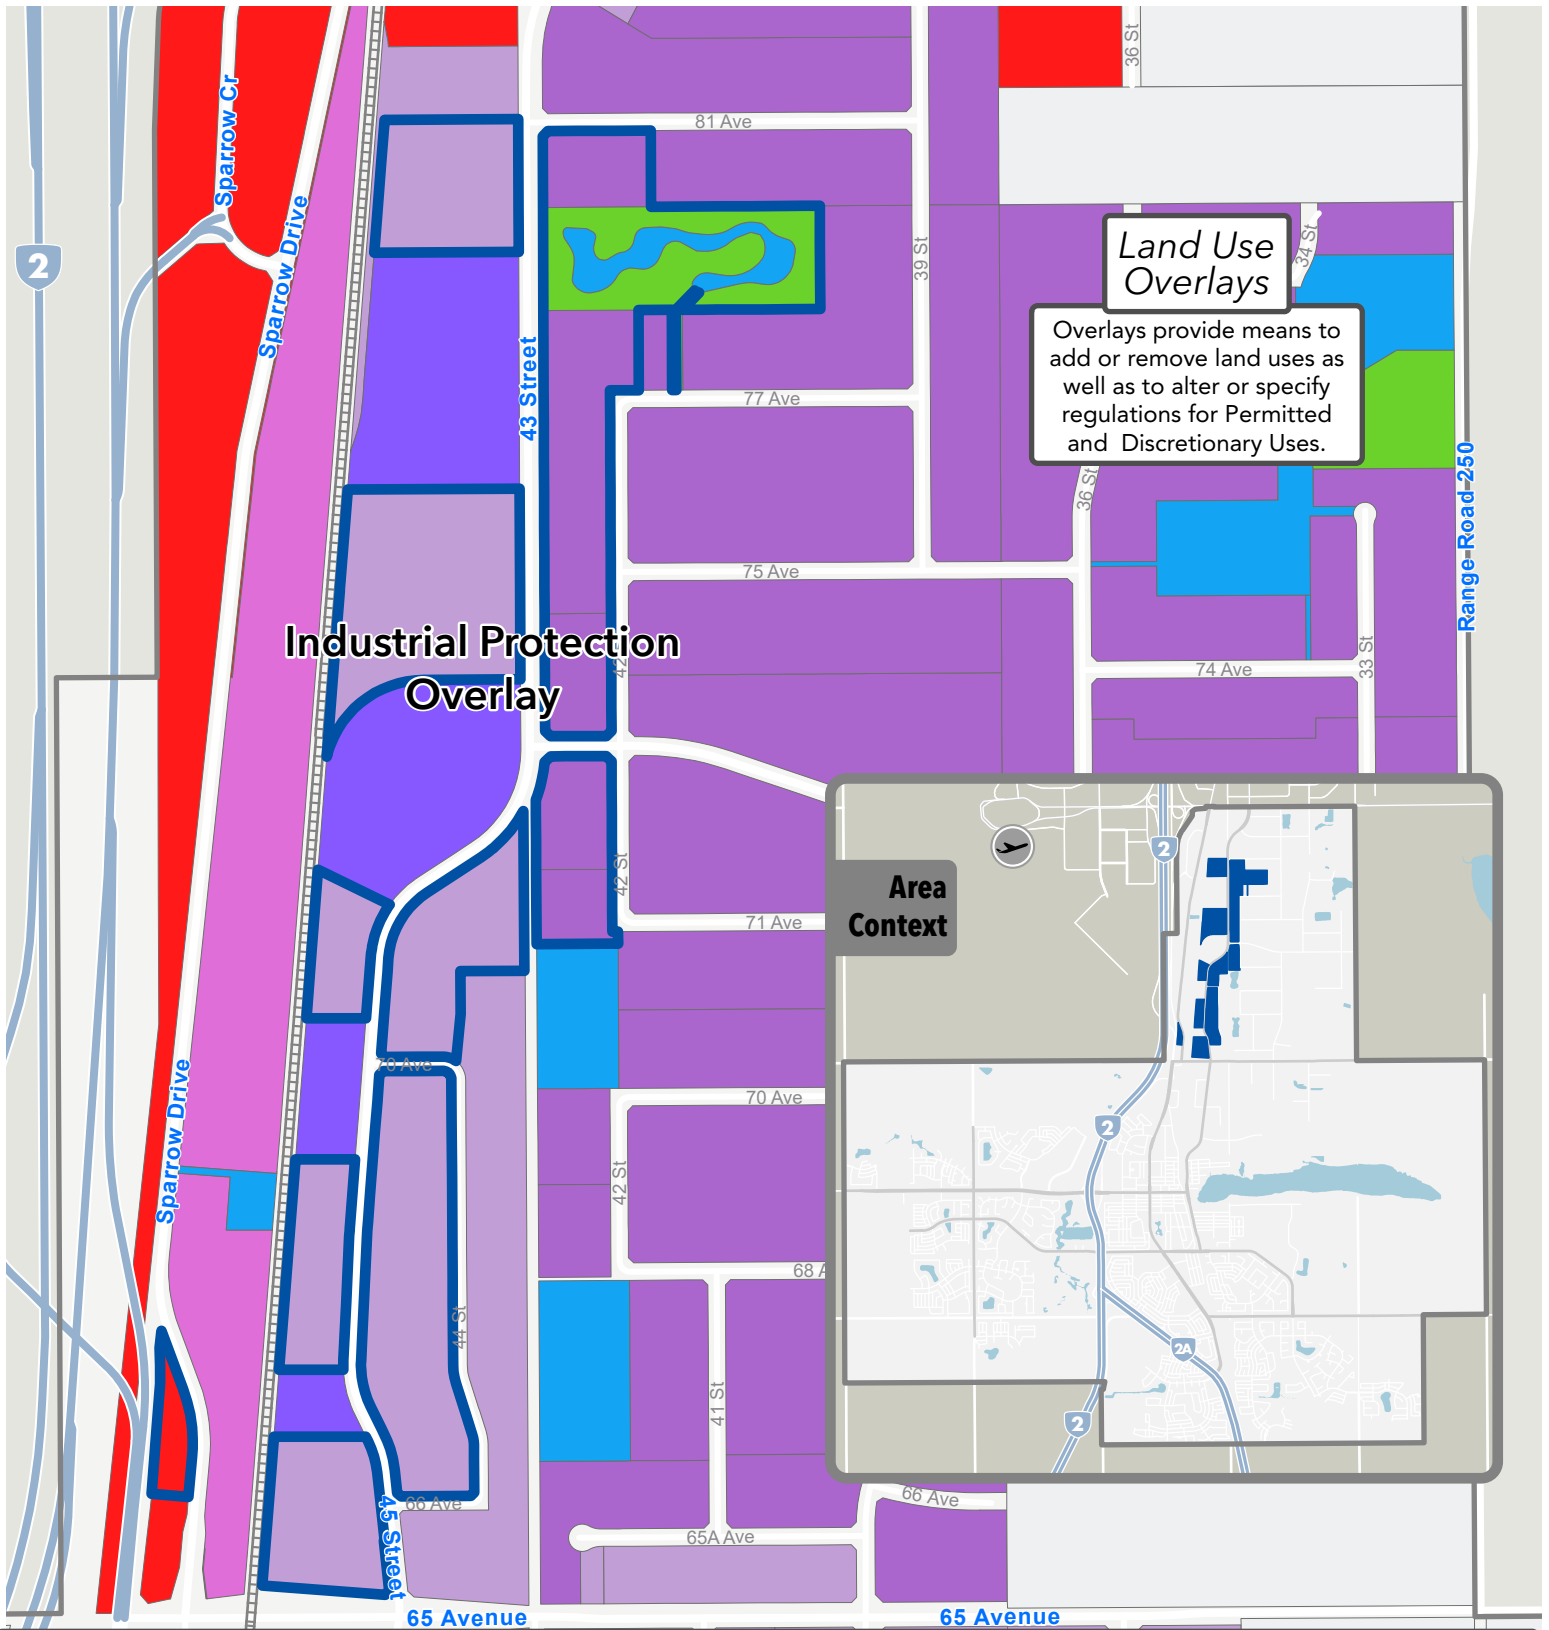 36 St
Sparrow Cr
81 Ave
Sparrow Drive
2
39 St
34 St
Land Use
Overlays
Overlays provide means to
add or remove land uses as
well as to alter or specify
regulations for Permitted
and Discretionary Uses.
43 Street
77 Ave
36 St
Range Road 250
75 Ave
Industrial Protection
Overlay
42
74 Ave
33 St
42 St
71 Ave
Area
Context
2
70 Ave
70 Ave
2
Sparrow Drive
42 St
68 A
44 St
41 St
2A
2
45 Street
66 Ave
66 Ave
65A Ave
65 Avenue
65 Avenue